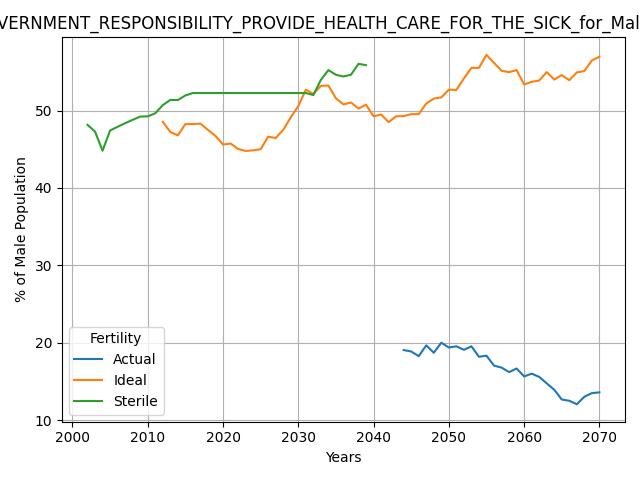 VERNMENT_RESPONSIBILITY_PROVIDE_HEALTH_CARE_FOR_THE_SICK_for_Mal
% of Male Population
50
40
30
20
10
Fertility
Actual
Ideal
Sterile
2000 2010 2020 2030 2040 2050 2060 2070
Years